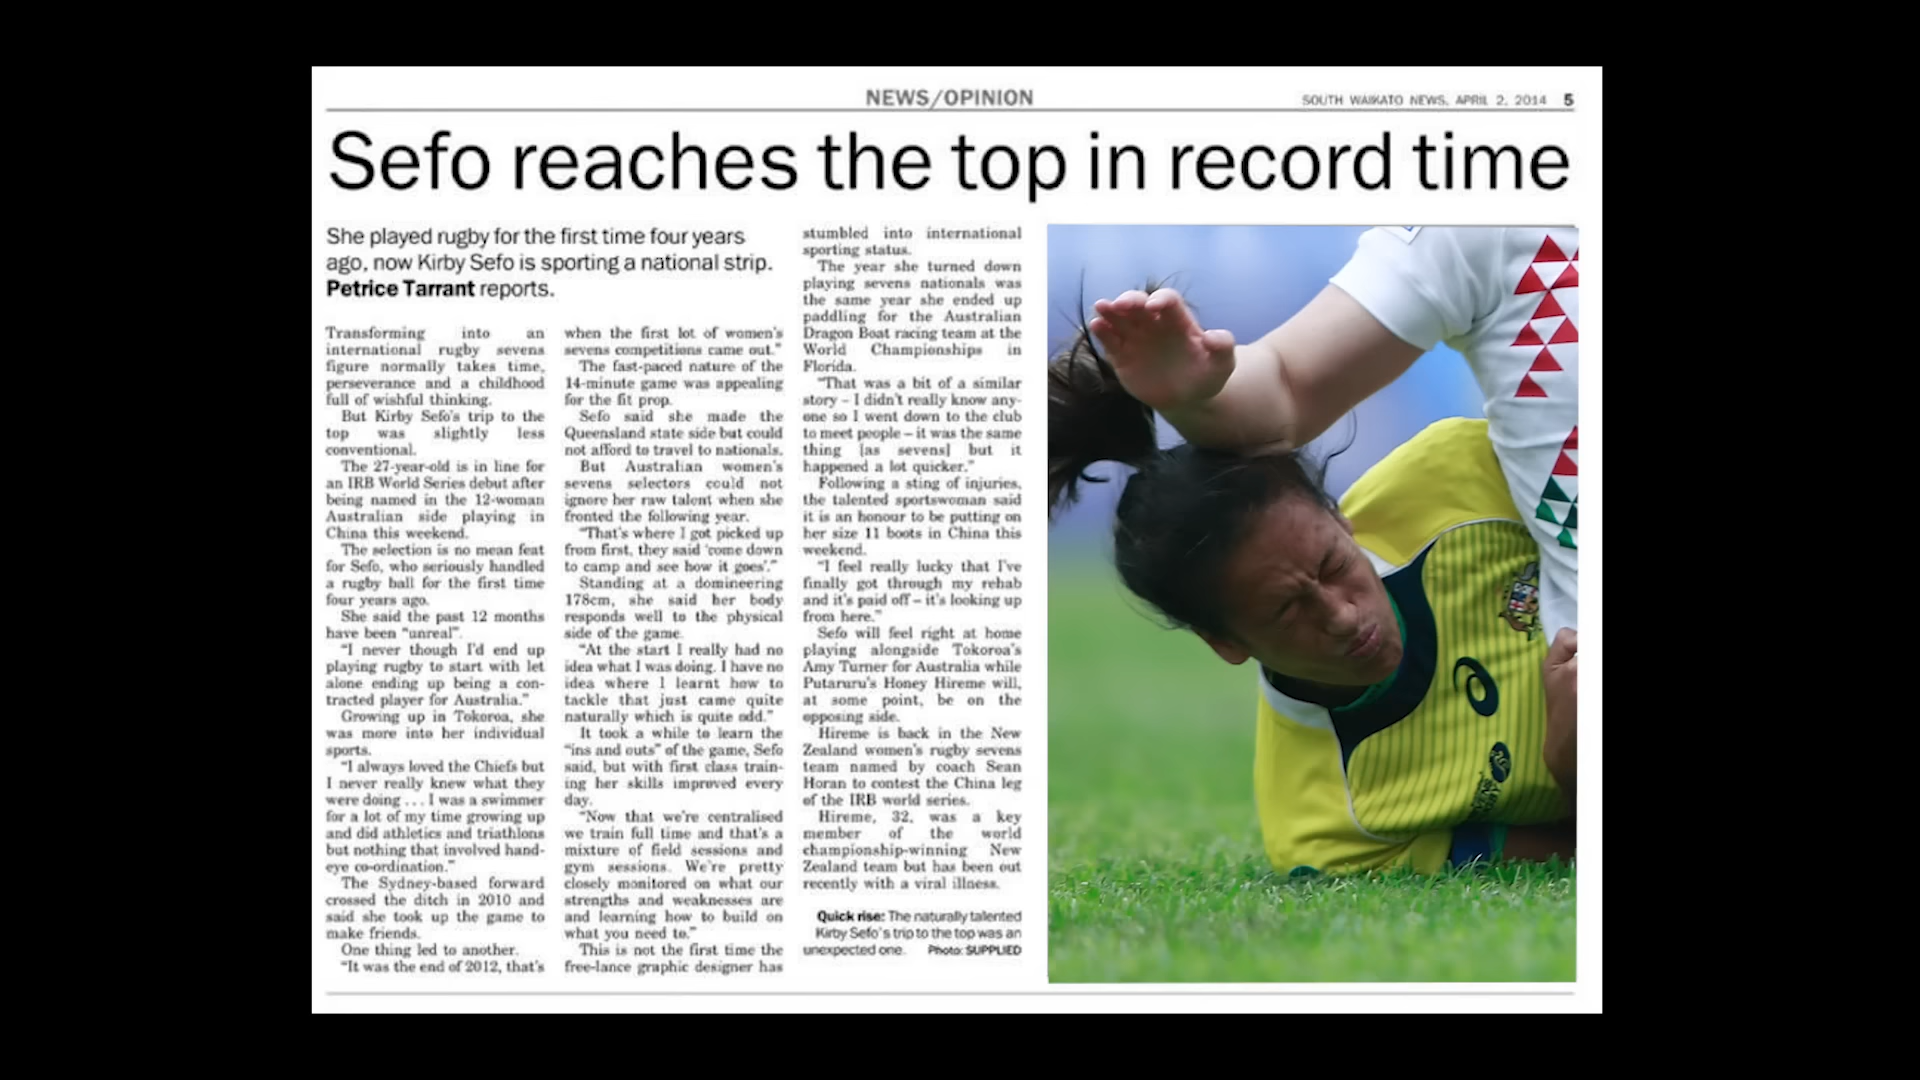 NEWS/OPINION
SOUTH WAIKATO NEWS, APRIL 2, 2014 5
Sefo reaches the top in record time
She played rugby for the first time four years
ago, now Kirby Sefo is sporting a national strip.
Petrice Tarrant reports.
Transforming into an
international rugby sevens
figure normally takes time,
perseverance and a childhood
full of wishful thinking.
But Kirby Sefo's trip to the
top was slightly less
conventional.
The 27-year-old is in line for
an IRB World Series debut after
being named in the 12-woman
Australian side playing in
China this weekend.
The selection is no mean feat
for Sefo, who seriously handled
a rugby ball for the first time
four years ago.
She said the past 12 months
have been "unreal".
"I never though I'd end up
playing rugby to start with let
alone ending up being a con-
tracted player for Australia."
Growing up in Tokoroa, she
was more into her individual
sports.
"I always loved the Chiefs but
I never really knew what they
were doing . . . I was a swimmer
for a lot of my time growing up
and did athletics and triathlons
but nothing that involved hand-
eye co-ordination."
The Sydney-based forward
crossed the ditch in 2010 and
said she took up the game to
make friends.
One thing led to another.
"It was the end of 2012, that's
when the first lot of women's
sevens competitions came out."
The fast-paced nature of the
14-minute game was appealing
for the fit prop.
Sefo said she made the
Queensland state side but could
not afford to travel to nationals.
But Australian women's
sevens selectors could not
ignore her raw talent when she
fronted the following year.
"That's where I got picked up
from first, they said 'come down
to camp and see how it goes'."
Standing at a domineering
178cm, she said her body
responds well to the physical
side of the game.
"At the start I really had no
idea what I was doing. I have no
idea where I learnt how to
tackle that just came quite
naturally which is quite odd."
It took a while to learn the
"ins and outs" of the game, Sefo
said, but with first class train-
ing her skills improved every
day.
"Now that we're centralised
we train full time and that's a
mixture of field sessions and
gym sessions. We're pretty
closely monitored on what our
strengths and weaknesses are
and learning how to build on
what you need to."
This is not the first time the
free-lance graphic designer has
stumbled into international
sporting status.
The year she turned down
playing sevens nationals was
the same year she ended up
paddling for the Australian
Dragon Boat racing team at the
World Championships in
Florida.
"That was a bit of a similar
story – I didn't really know any-
one so I went down to the club
to meet people – it was the same
thing [as sevens] but it
happened a lot quicker."
Following a sting of injuries,
the talented sportswoman said
it is an honour to be putting on
her size 11 boots in China this
weekend.
"I feel really lucky that I've
finally got through my rehab
and it's paid off – it's looking up
from here."
Sefo will feel right at home
playing alongside Tokoroa's
Amy Turner for Australia while
Putaruru's Honey Hireme will,
at some point, be on the
opposing side.
Hireme is back in the New
Zealand women's rugby sevens
team named by coach Sean
Horan to contest the China leg
of the IRB world series.
Hireme, 32, was a key
member of the world
championship-winning New
Zealand team but has been out
recently with a viral illness.
Quick rise: The naturally talented
Kirby Sefo's trip to the top was an
unexpected one. Photo: SUPPLIED